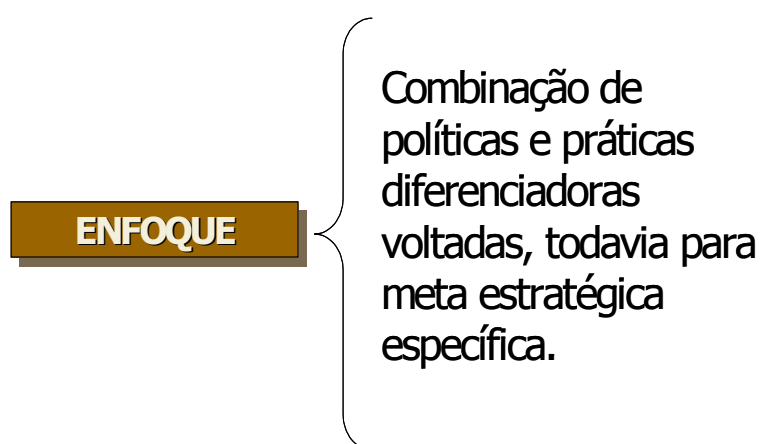 ENFOQUE
Combinação de
políticas e práticas
diferenciadoras
voltadas, todavia para
meta estratégica
específica.